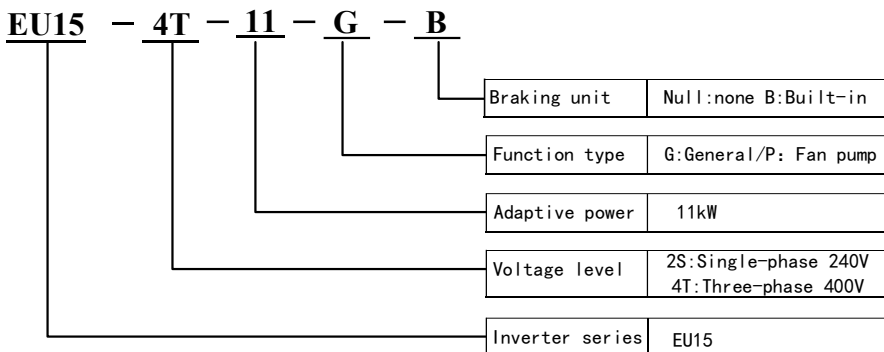 EU15 － 4T － 11 － G － B
Braking unit Null:none B:Built-in
Function type G:General/P：Fan pump
Adaptive power 11kW
Voltage level 2S:Single-phase 240V
4T:Three-phase 400V
Inverter series EU15